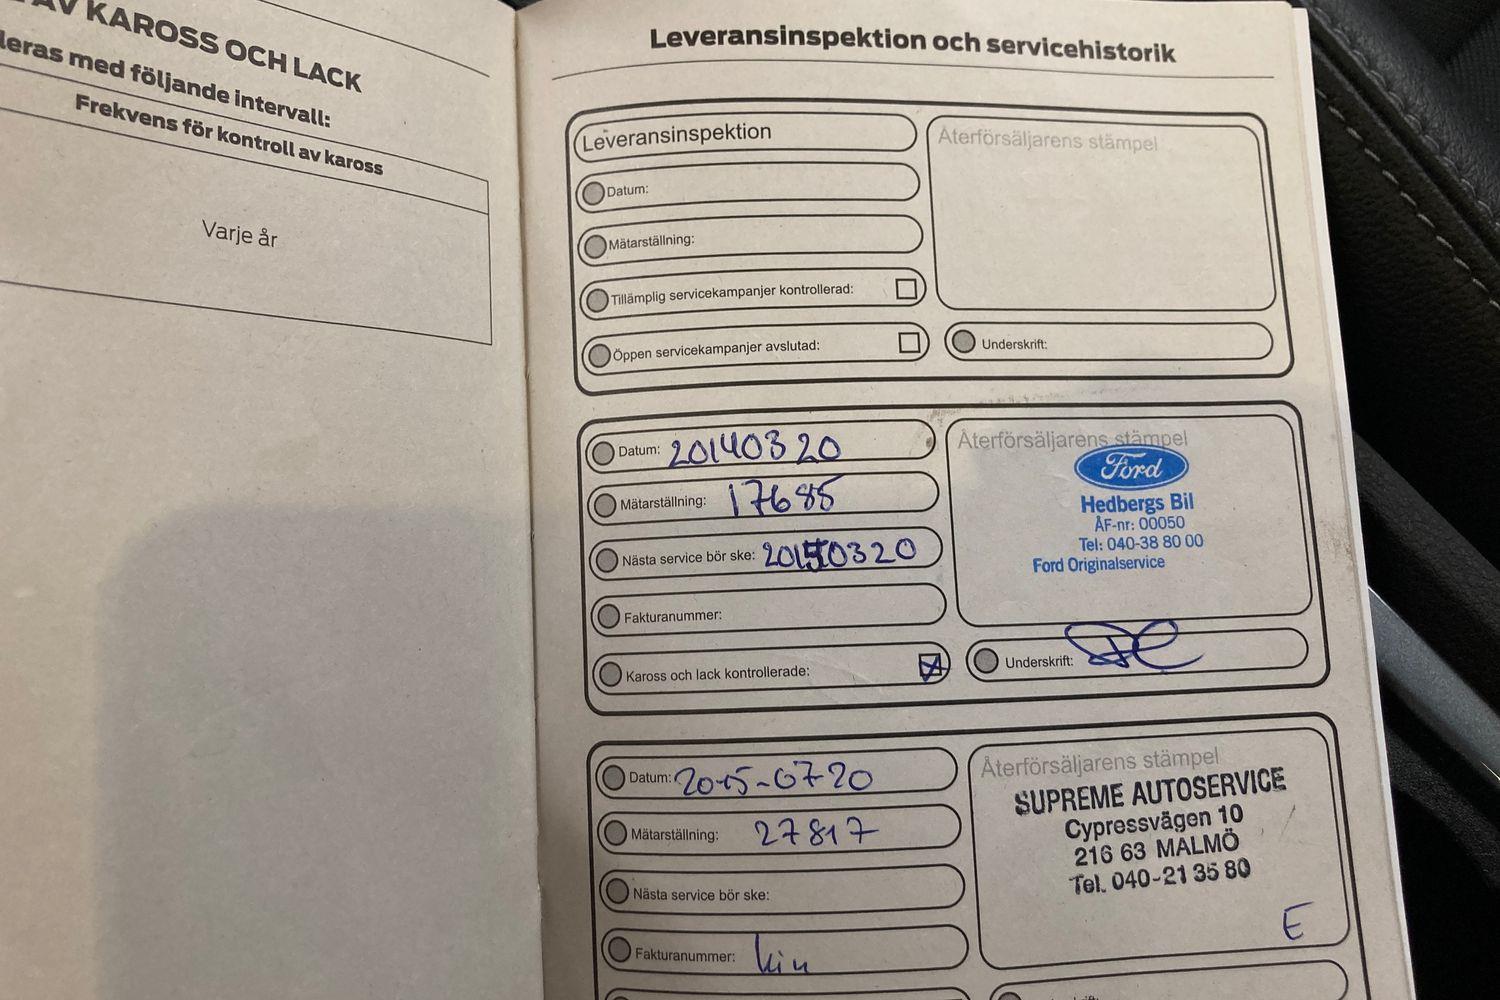 AV KAROSS OCH LACK
leras med följande intervall:
Frekvens för kontroll av kaross
Varje år
Leveransinspektion och servicehistorik
Leveransinspektion
Datum:
Mätarställning:
Tillämplig servicekampanjer kontrollerad:
Öppen servicekampanjer avslutad:
Återförsäljarens stämpel
Underskrift:
Datum: 20140320
Mätarställning: 17685
Nästa service bör ske: 20150320
Fakturanummer:
Kaross och lack kontrollerade:
Återförsäljarens stämpel
Ford
Hedbergs Bil
ÅF-nr: 00050
Tel: 040-38 80 00
Ford Originalservice
Underskrift:
Datum: 2015-07-20
Mätarställning: 27817
Nästa service bör ske:
Fakturanummer:
Återförsäljarens stämpel
SUPREME AUTOSERVICE
Cypressvägen 10
216 63 MALMÖ
Tel. 040-21 35 80
E